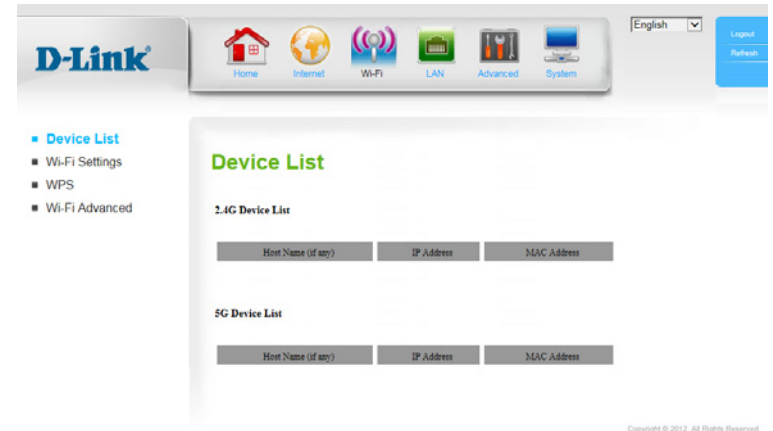 D-Link
Home
Internet
Wi-Fi
LAN
Advanced
System
English
Logout
Refresh
Device List
Wi-Fi Settings
WPS
Wi-Fi Advanced
Device List
2.4G Device List
Host Name (if any) IP Address MAC Address
5G Device List
Host Name (if any) IP Address MAC Address
Copyright © 2012 All Rights Reserved